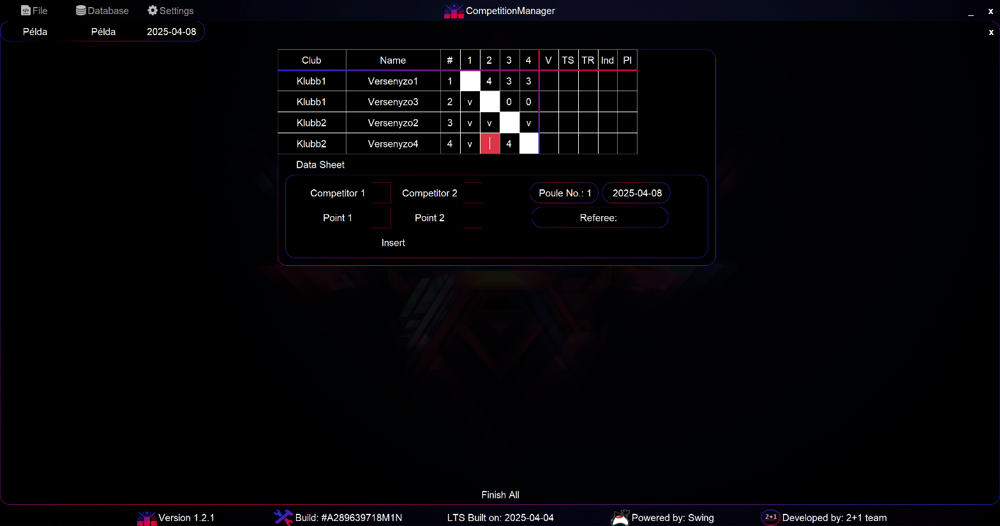 File Database Settings CompetitionManager _ x
Példa Példa 2025-04-08 x
Club Name # 1 2 3 4 V TS TR Ind Pl
Klubb1 Versenyzo1 1 4 3 3
Klubb1 Versenyzo3 2 v 0 0
Klubb2 Versenyzo2 3 v v v
Klubb2 Versenyzo4 4 v 4
Data Sheet
Competitor 1 Competitor 2 Poule No.: 1 2025-04-08
Point 1 Point 2 Referee:
Insert
Finish All
Version 1.2.1 Build: #A289639718M1N LTS Built on: 2025-04-04 Powered by: Swing 2+1 Developed by: 2+1 team